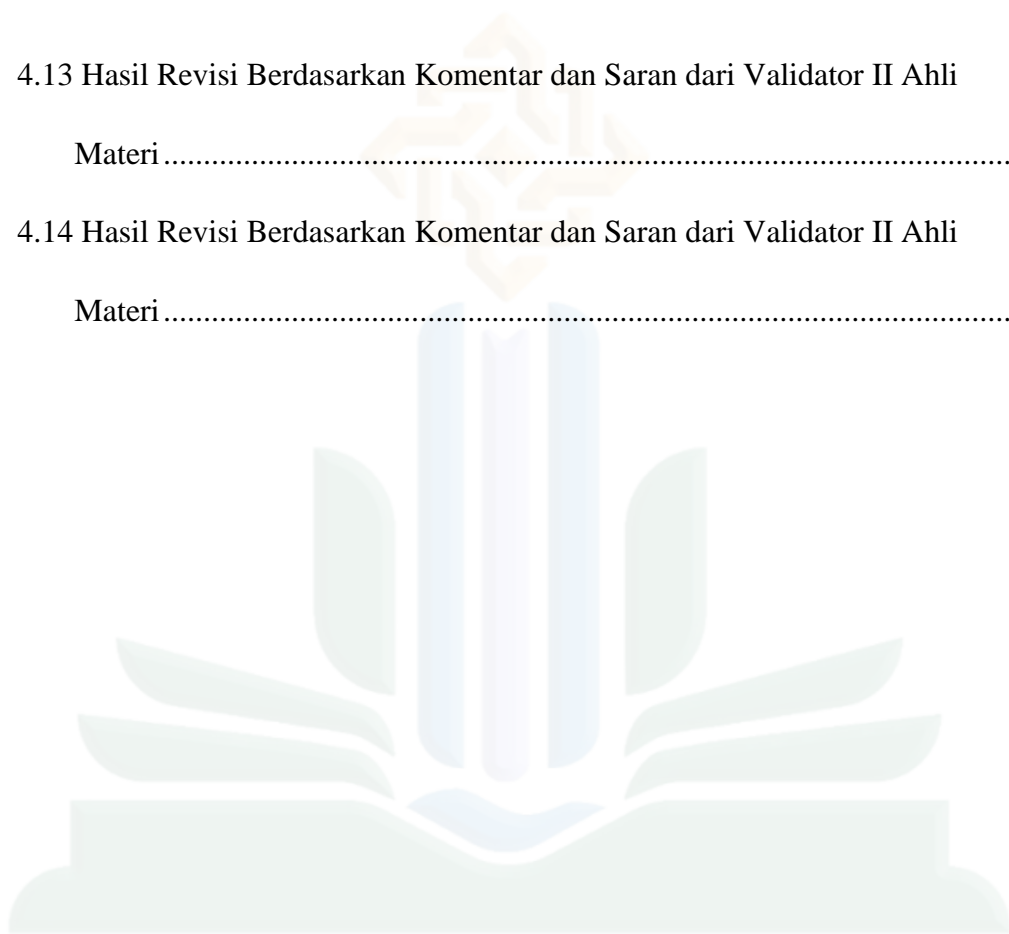 4.13 Hasil Revisi Berdasarkan Komentar dan Saran dari Validator II Ahli
Materi..........................................................................................................
4.14 Hasil Revisi Berdasarkan Komentar dan Saran dari Validator II Ahli
Materi..........................................................................................................